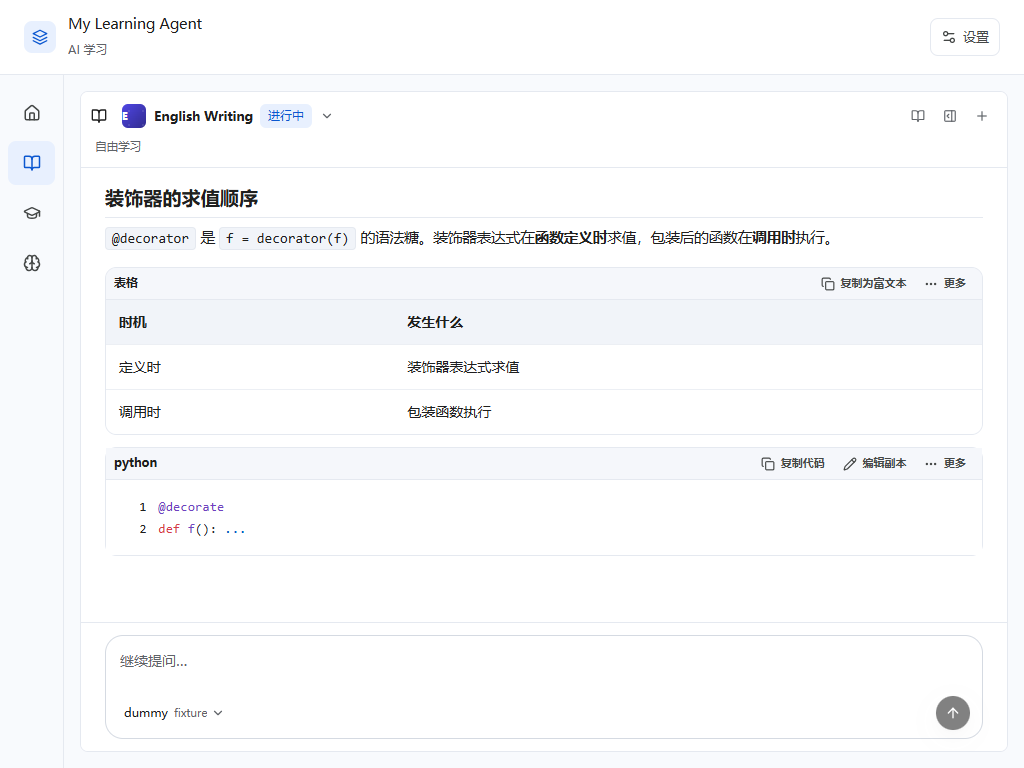 My Learning Agent
AI 学习
设置
E
English Writing
进行中
自由学习
装饰器的求值顺序
@decorator 是 f = decorator(f) 的语法糖。装饰器表达式在函数定义时求值，包装后的函数在调用时执行。
表格
复制为富文本
更多
时机 发生什么
定义时 装饰器表达式求值
调用时 包装函数执行
python
复制代码
编辑副本
更多
1 @decorate
2 def f(): ...
继续提问...
dummy fixture